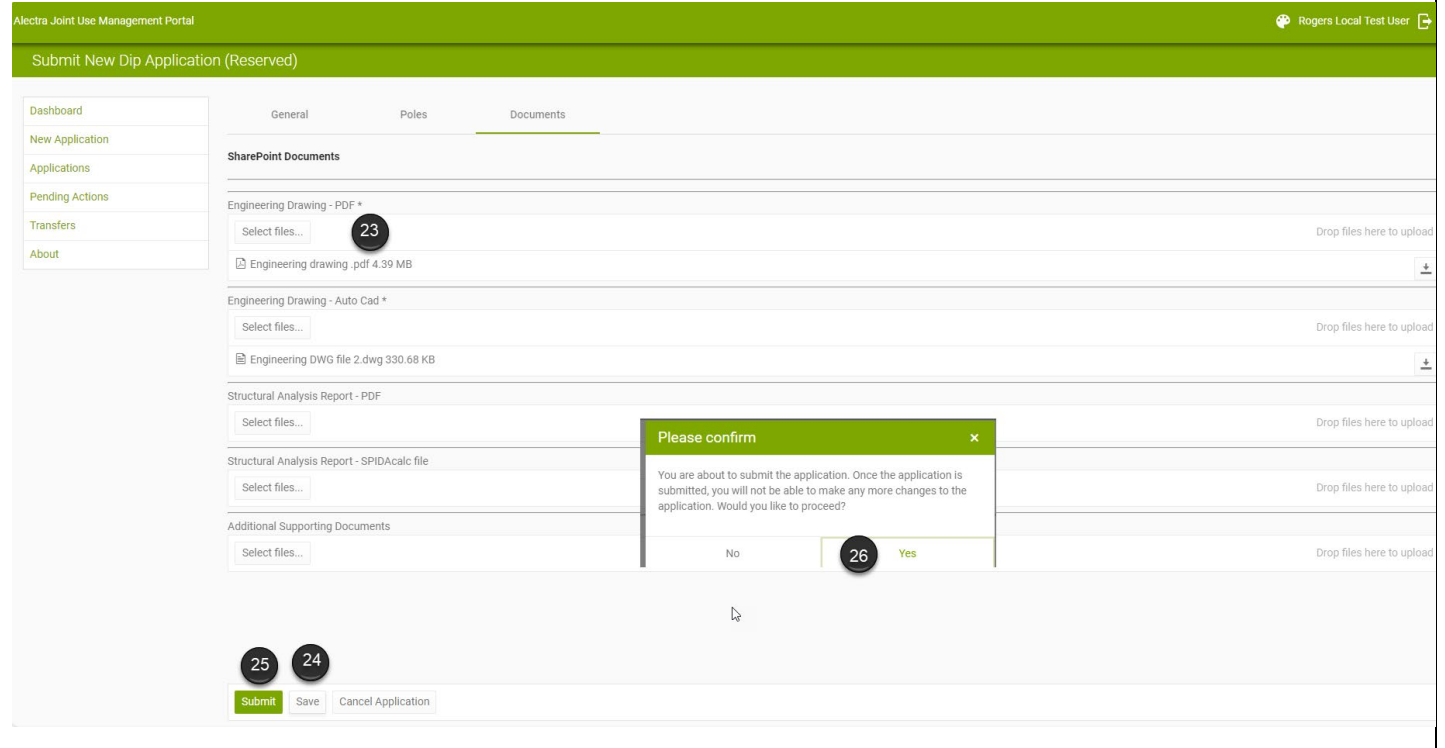 Alectra Joint Use Management Portal
Rogers Local Test User
Submit New Dip Application (Reserved)
Dashboard
New Application
Applications
Pending Actions
Transfers
About
General Poles Documents
SharePoint Documents
Engineering Drawing - PDF *
Select files... 23 Drop files here to upload
Engineering drawing .pdf 4.39 MB
Engineering Drawing - Auto Cad *
Select files... Drop files here to upload
Engineering DWG file 2.dwg 330.68 KB
Structural Analysis Report - PDF
Select files... Drop files here to upload
Structural Analysis Report - SPIDAcalc file
Select files... Drop files here to upload
Additional Supporting Documents
Select files... Drop files here to upload
Please confirm ×
You are about to submit the application. Once the application is
submitted, you will not be able to make any more changes to the
application. Would you like to proceed?
No 26 Yes
25 24
Submit Save Cancel Application